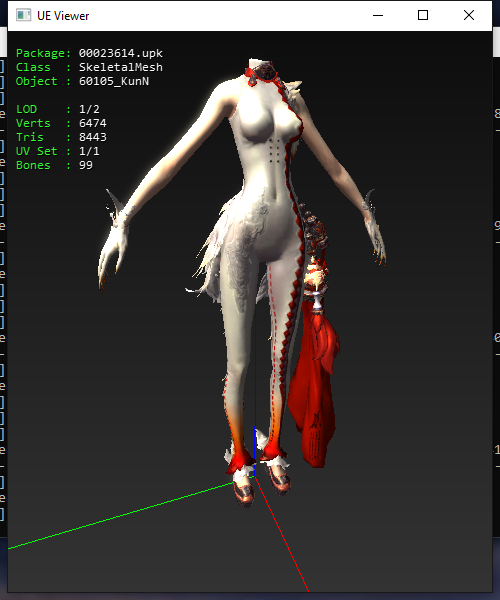 UE Viewer
Package: 00023614.upk
Class : SkeletalMesh
Object : 60105_KunN
LOD : 1/2
Verts : 6474
Tris : 8443
UV Set : 1/1
Bones : 99